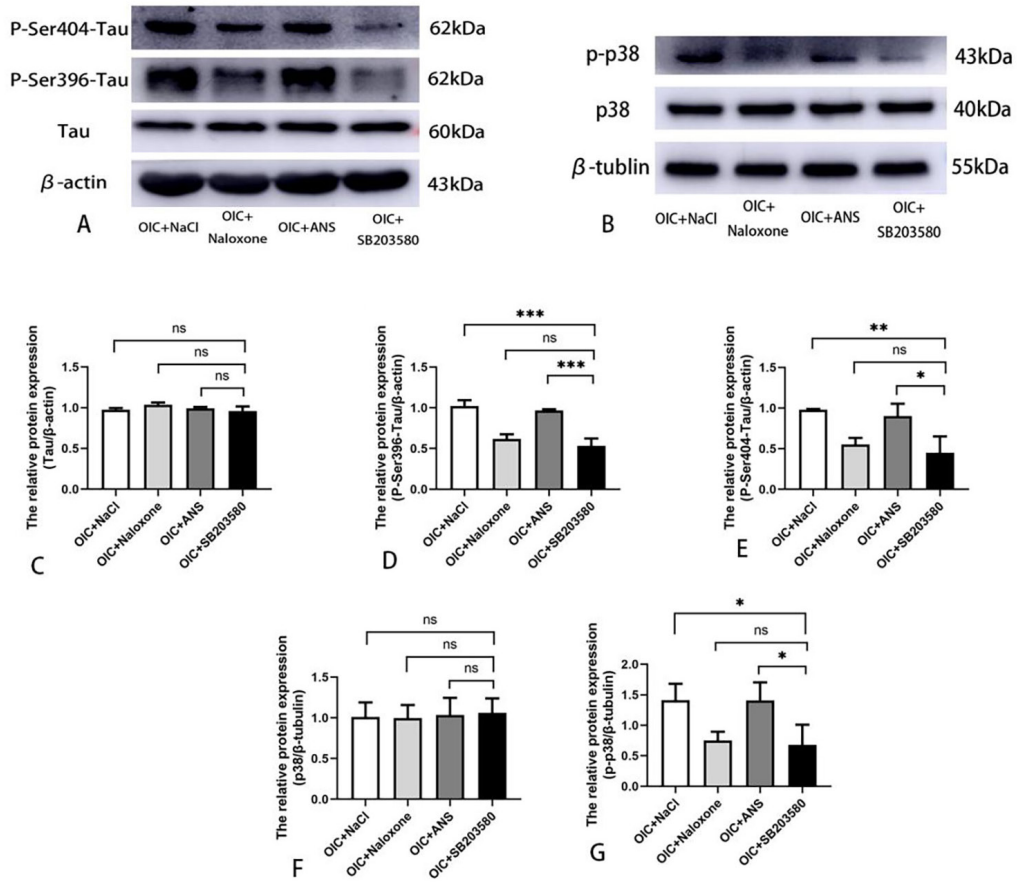 P-Ser404-Tau 62kDa
P-Ser396-Tau 62kDa
Tau 60kDa
β-actin 43kDa
OIC+NaCl OIC+ Naloxone OIC+ANS OIC+ SB203580
A
p-p38 43kDa
p38 40kDa
β-tublin 55kDa
OIC+NaCl OIC+ Naloxone OIC+ANS OIC+ SB203580
B
The relative protein expression
(Tau/β-actin)
ns
ns
ns
1.5
1.0
0.5
0.0
OIC+NaCl
OIC+Naloxone
OIC+ANS
OIC+SB203580
C
The relative protein expression
(P-Ser396-Tau/β-actin)
***
ns
***
1.5
1.0
0.5
0.0
OIC+NaCl
OIC+Naloxone
OIC+ANS
OIC+SB203580
D
The relative protein expression
(P-Ser404-Tau/β-actin)
**
ns
*
1.5
1.0
0.5
0.0
OIC+NaCl
OIC+Naloxone
OIC+ANS
OIC+SB203580
E
The relative protein expression
(p38/β-tubulin)
ns
ns
ns
1.5
1.0
0.5
0.0
OIC+NaCl
OIC+Naloxone
OIC+ANS
OIC+SB203580
F
The relative protein expression
(p-p38/β-tubulin)
*
ns
*
2.0
1.5
1.0
0.5
0.0
OIC+NaCl
OIC+Naloxone
OIC+ANS
OIC+SB203580
G